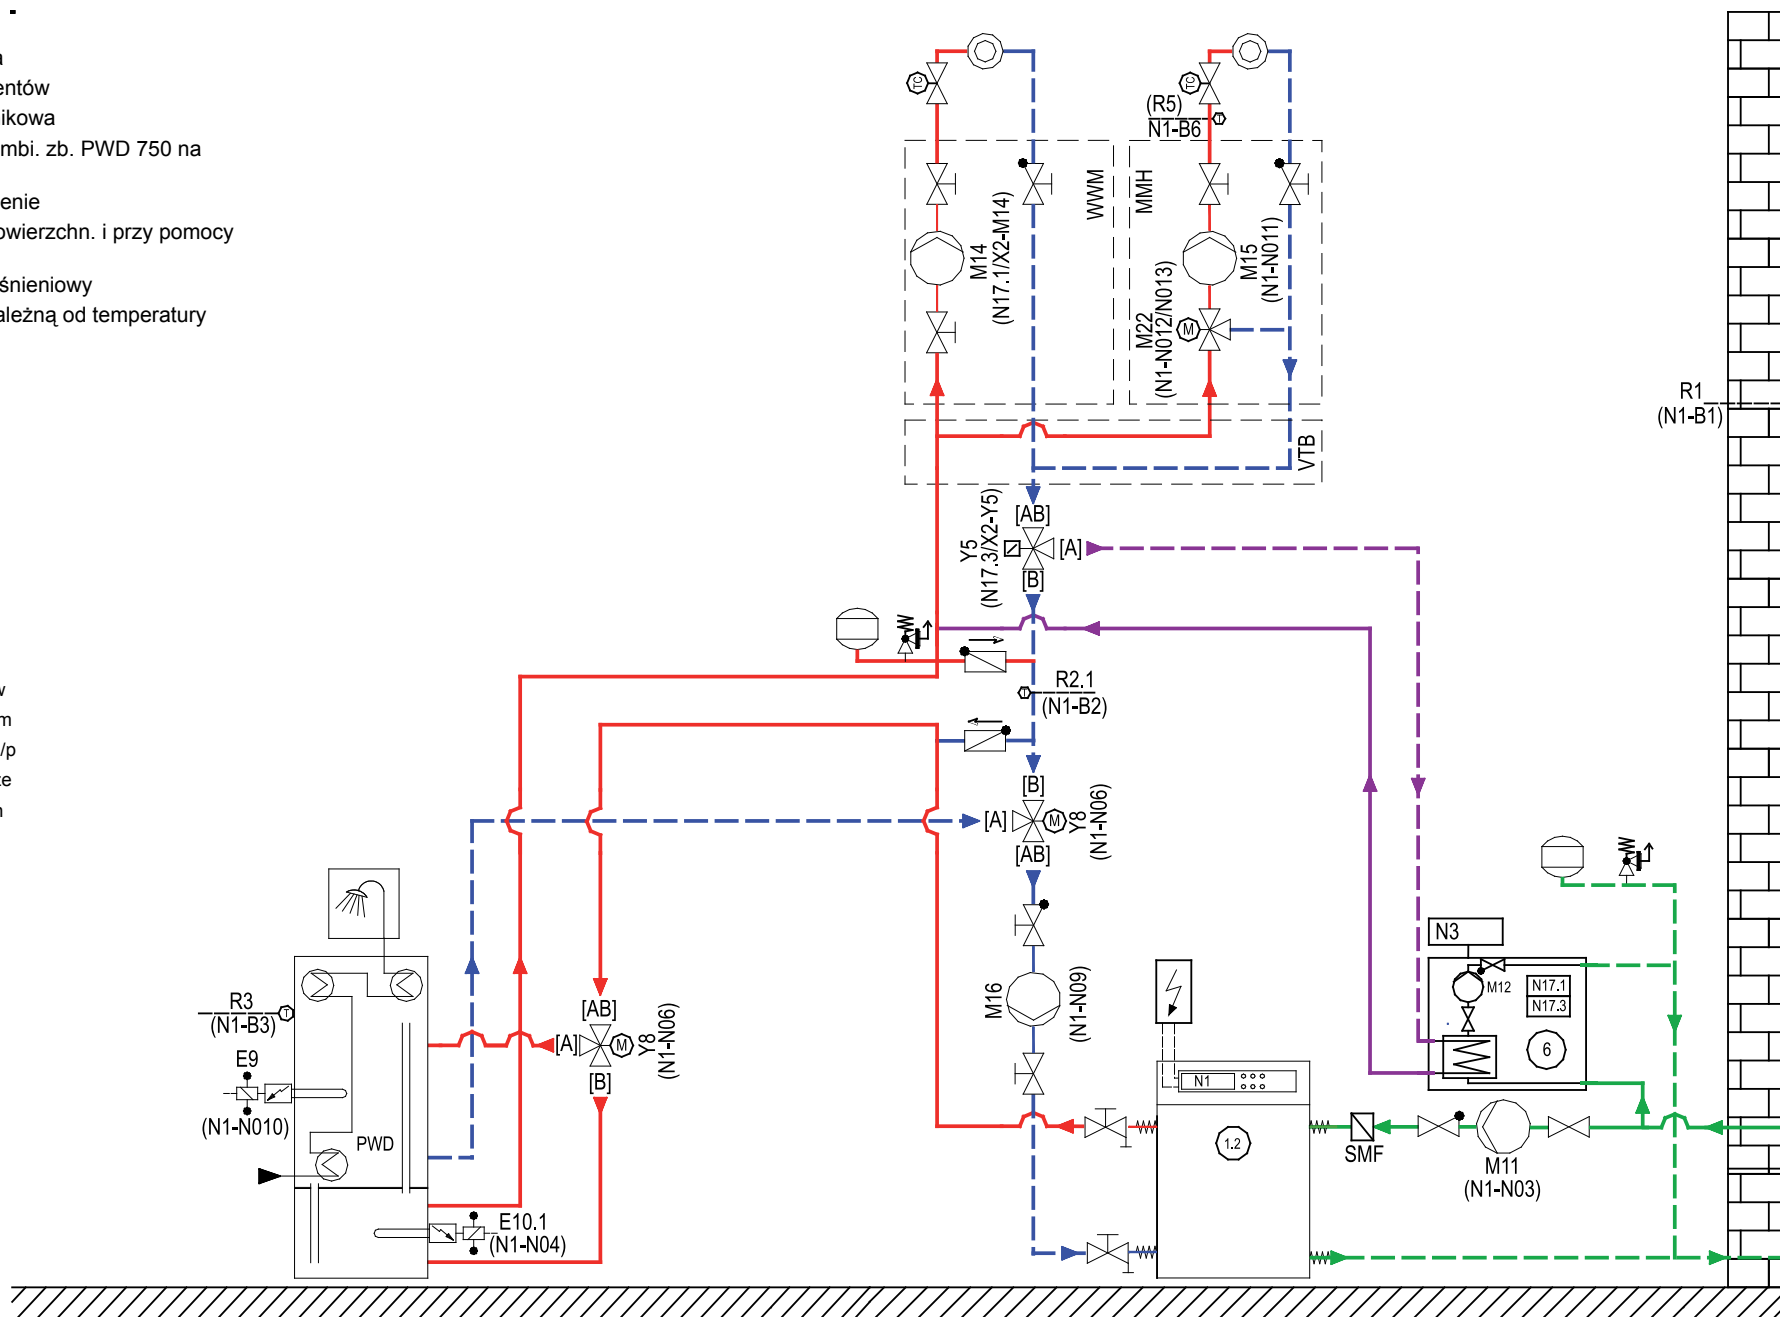 a
entów
ikowa
mbi. zb. PWD 750 na
enie
owierzchn. i przy pomocy
śnieniowy
ależną od temperatury
w
m
/p
ze
n
TC
TC
(R5)
N1-B6
T
WWM
MMH
M14
(N17.1/X2-M14)
M15
(N1-N011)
M22
(N1-N012/N013)
M
VTB
R1
(N1-B1)
[AB]
Y5
(N17.3/X2-Y5)
[A]
[B]
R2.1
(N1-B2)
T
[B]
[A]
M
Y8
(N1-N06)
[AB]
N3
M12
N17.1
N17.3
6
R3
(N1-B3)
T
[AB]
[A]
M
Y8
(N1-N06)
[B]
M16
(N1-N09)
E9
(N1-N010)
PWD
N1
1.2
SMF
M11
(N1-N03)
E10.1
(N1-N04)